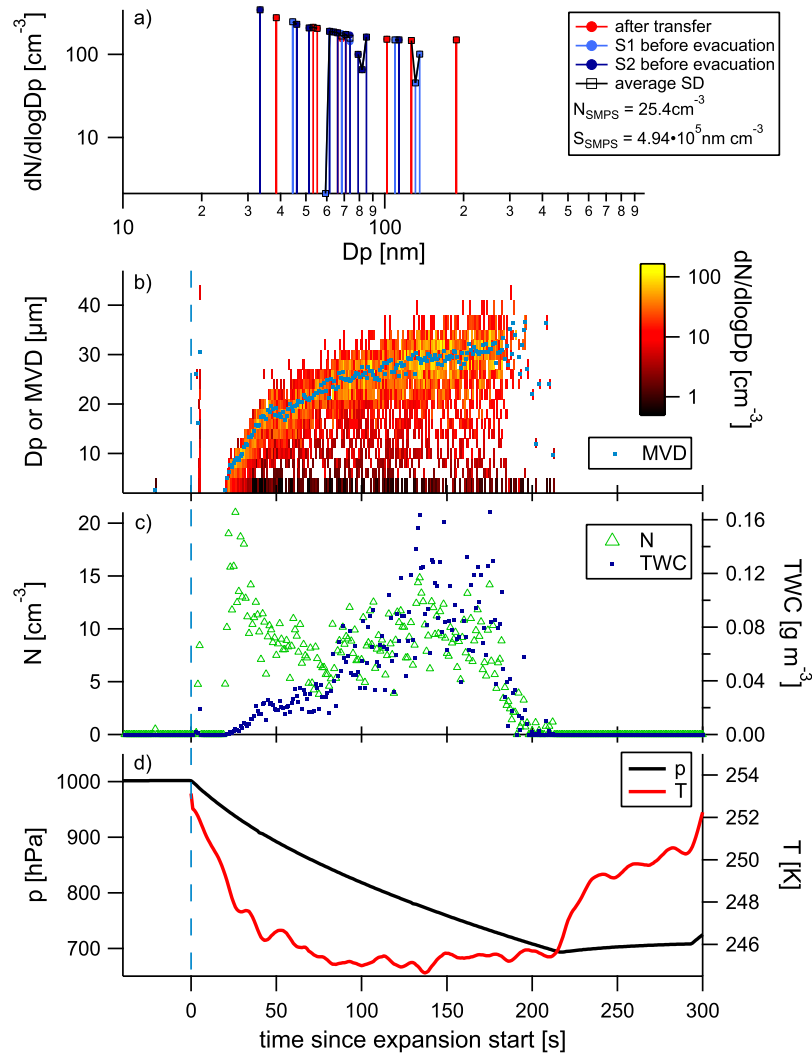 a)
dN/dlogDp [cm⁻³]
100
10
after transfer
S1 before evacuation
S2 before evacuation
average SD
N_SMPS = 25.4cm⁻³
S_SMPS = 4.94•10⁵nm cm⁻³
2 3 4 5 6 7 8 9 2 3 4 5 6 7 8 9
10 100
Dp [nm]
b)
Dp or MVD [µm]
40
30
20
10
MVD
100
10
1
dN/dlogDp [cm⁻³]
c)
N [cm⁻³]
20
15
10
5
0
N
TWC
0.16
0.12
0.08
0.04
0.00
TWC [g m⁻³]
d)
p [hPa]
1000
900
800
700
p
T
254
252
250
248
246
T [K]
0 50 100 150 200 250 300
time since expansion start [s]